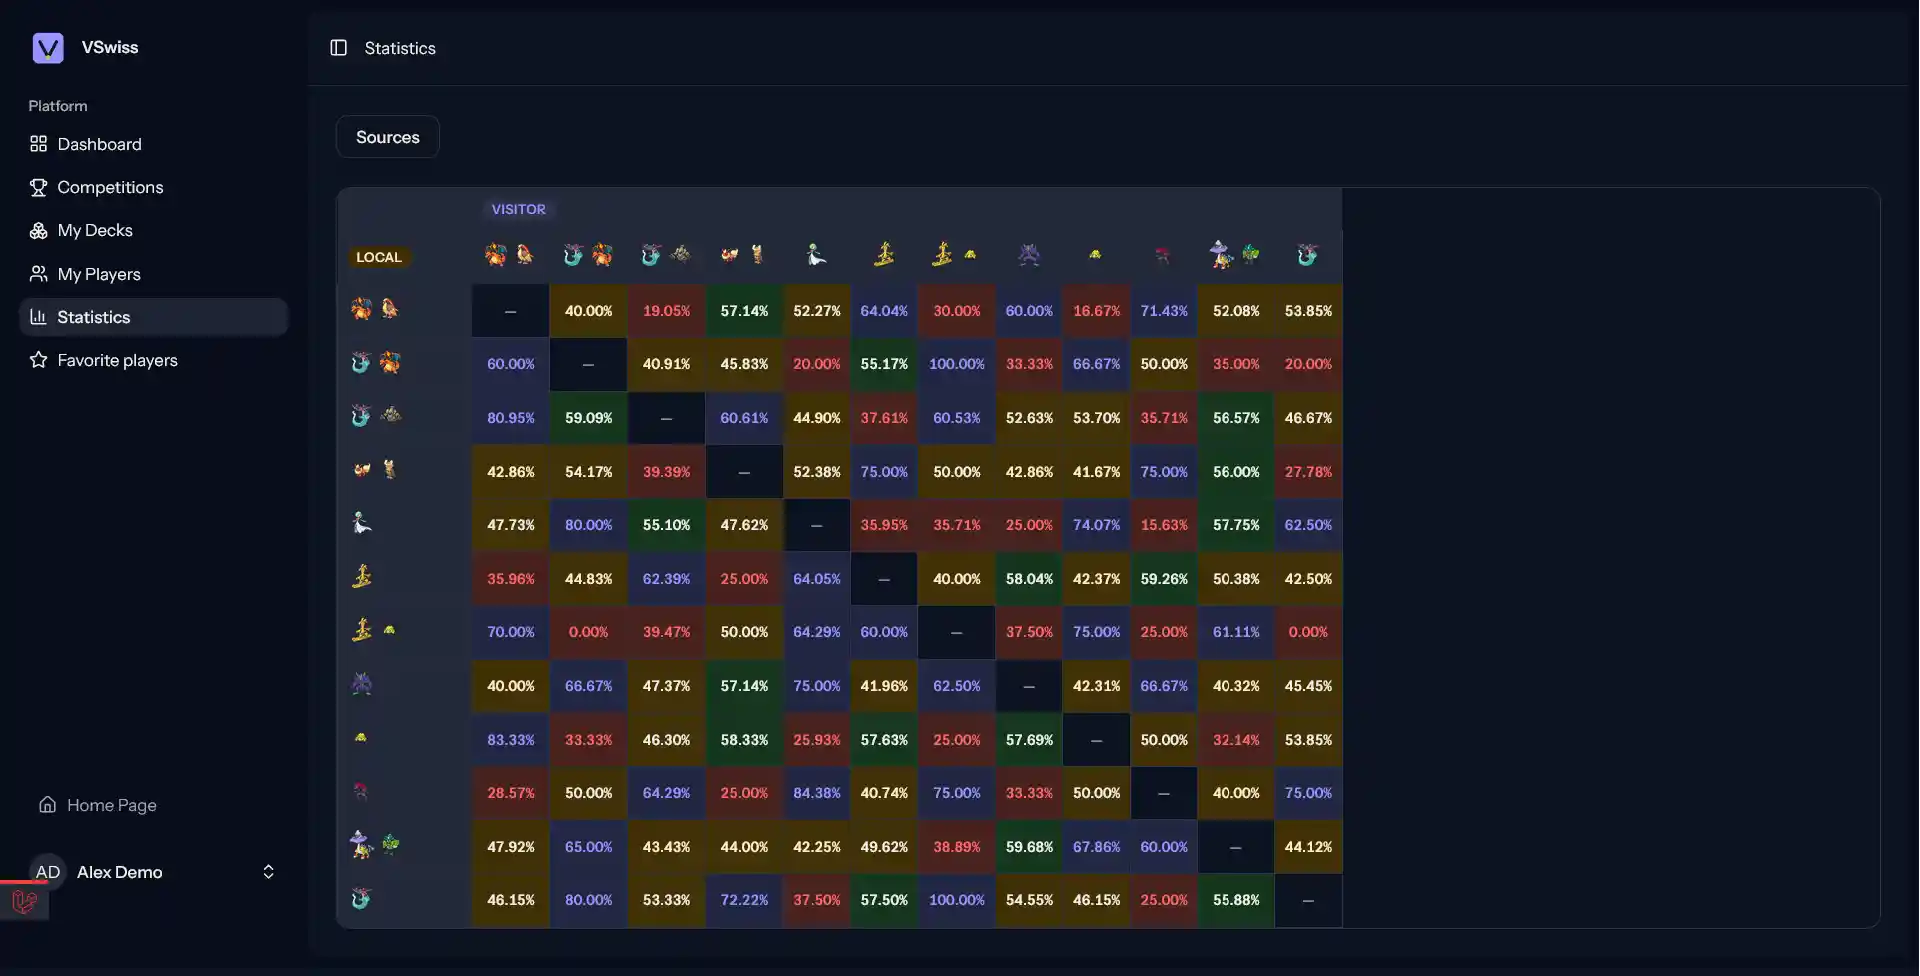 VSwiss
Platform
Dashboard
Competitions
My Decks
My Players
Statistics
Favorite players
Home Page
AD Alex Demo
Statistics
Sources
VISITOR
LOCAL
— 40.00% 19.05% 57.14% 52.27% 64.04% 30.00% 60.00% 16.67% 71.43% 52.08% 53.85%
60.00% — 40.91% 45.83% 20.00% 55.17% 100.00% 33.33% 66.67% 50.00% 35.00% 20.00%
80.95% 59.09% — 60.61% 44.90% 37.61% 60.53% 52.63% 53.70% 35.71% 56.57% 46.67%
42.86% 54.17% 39.39% — 52.38% 75.00% 50.00% 42.86% 41.67% 75.00% 56.00% 27.78%
47.73% 80.00% 55.10% 47.62% — 35.95% 35.71% 25.00% 74.07% 15.63% 57.75% 62.50%
35.96% 44.83% 62.39% 25.00% 64.05% — 40.00% 58.04% 42.37% 59.26% 50.38% 42.50%
70.00% 0.00% 39.47% 50.00% 64.29% 60.00% — 37.50% 75.00% 25.00% 61.11% 0.00%
40.00% 66.67% 47.37% 57.14% 75.00% 41.96% 62.50% — 42.31% 66.67% 40.32% 45.45%
83.33% 33.33% 46.30% 58.33% 25.93% 57.63% 25.00% 57.69% — 50.00% 32.14% 53.85%
28.57% 50.00% 64.29% 25.00% 84.38% 40.74% 75.00% 33.33% 50.00% — 40.00% 75.00%
47.92% 65.00% 43.43% 44.00% 42.25% 49.62% 38.89% 59.68% 67.86% 60.00% — 44.12%
46.15% 80.00% 53.33% 72.22% 37.50% 57.50% 100.00% 54.55% 46.15% 25.00% 55.88% —